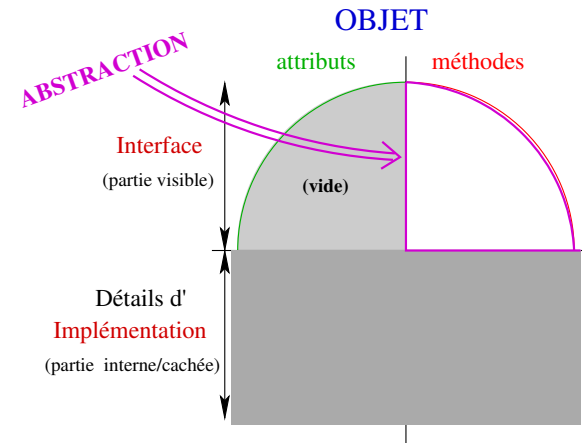 OBJET
attributs
méthodes
ABSTRACTION
Interface
(partie visible)
(vide)
Détails d'
Implémentation
(partie interne/cachée)